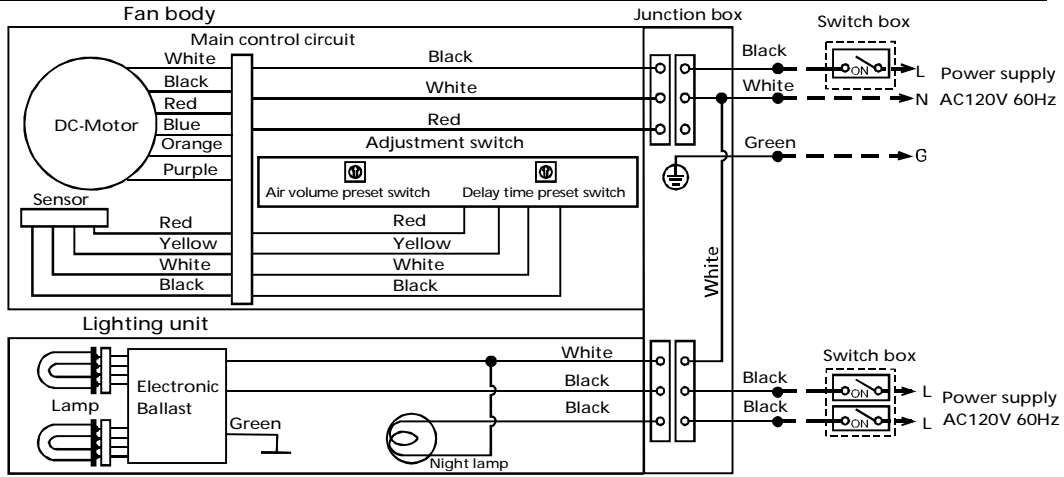 Fan body
Junction box
Switch box
Main control circuit
White
Black
Red
Blue
Orange
Purple
DC-Motor
Black
White
Red
Adjustment switch
Air volume preset switch
Delay time preset switch
Sensor
Red
Yellow
White
Black
Red
Yellow
White
Black
Black
White
Green
ON
L
N
G
Power supply
AC120V 60Hz
White
Lighting unit
Lamp
Electronic
Ballast
Green
White
Black
Black
Night lamp
Black
Black
Switch box
ON
ON
L
L
Power supply
AC120V 60Hz